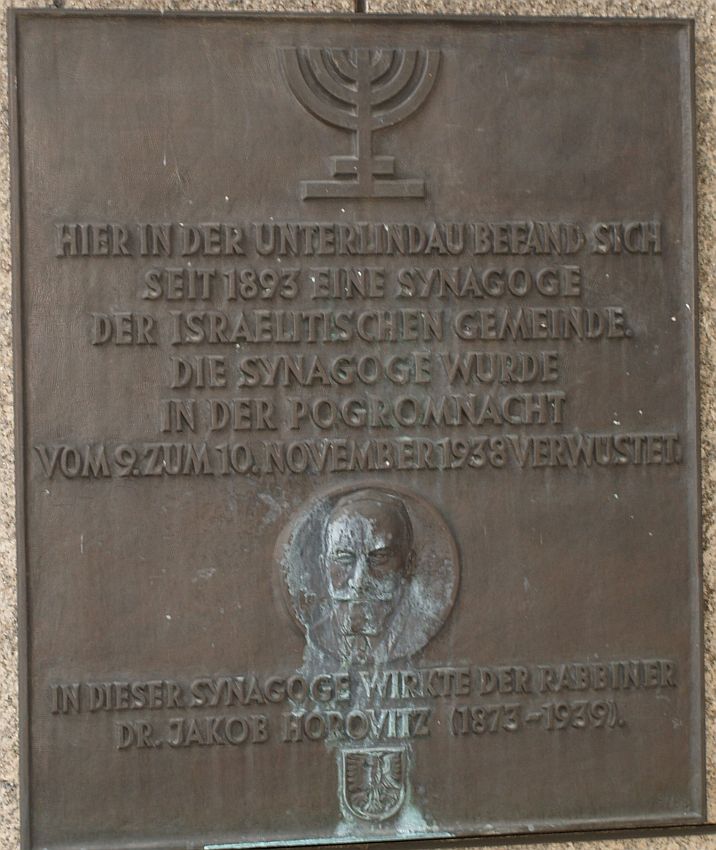 HIER IN DER UNTERLINDAU BEFAND SICH
SEIT 1893 EINE SYNAGOGE
DER ISRAELITISCHEN GEMEINDE.
DIE SYNAGOGE WURDE
IN DER POGROMNACHT
VOM 9. ZUM 10. NOVEMBER 1938 VERWÜSTET.
IN DIESER SYNAGOGE WIRKTE DER RABBINER
DR. JAKOB HOROVITZ (1873–1939).